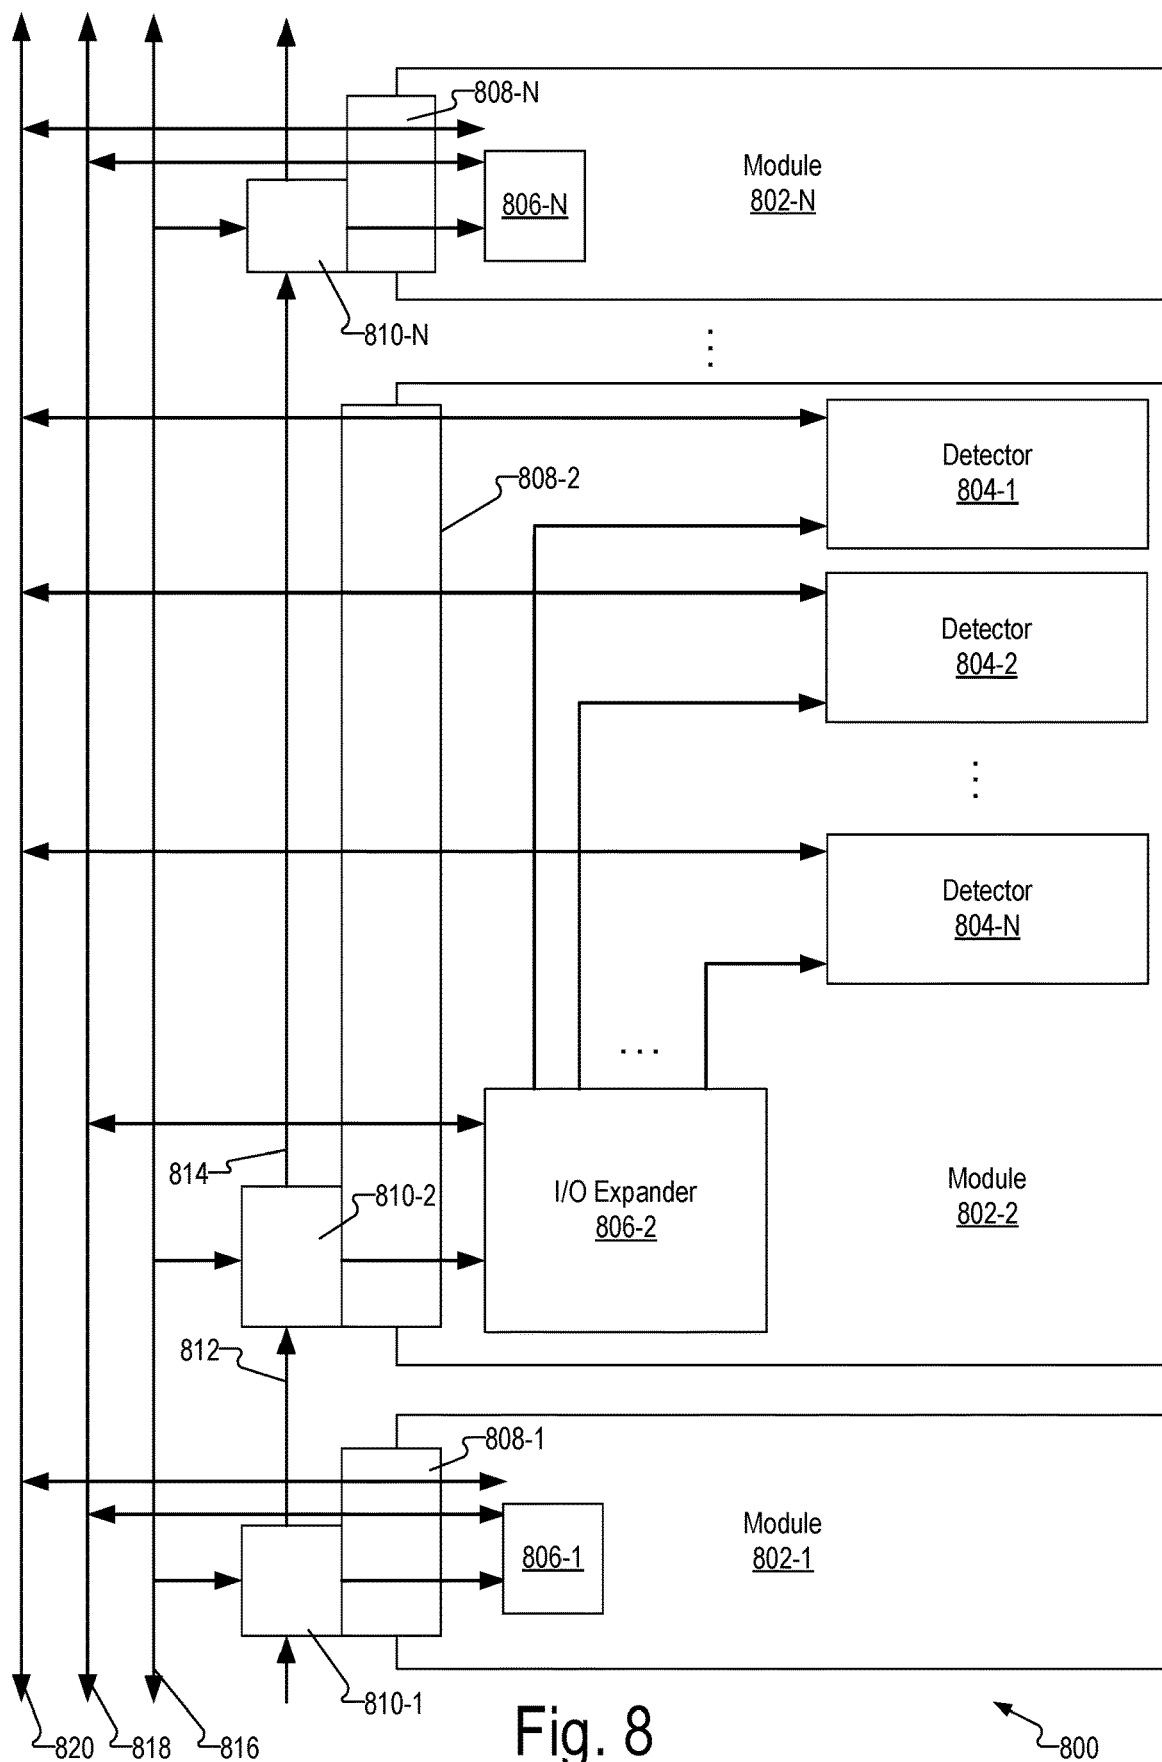 808-N
Module
802-N
806-N
810-N
Detector
804-1
808-2
Detector
804-2
Detector
804-N
...
814
810-2
I/O Expander
806-2
Module
802-2
812
808-1
Module
802-1
806-1
810-1
Fig. 8
820
818
816
800